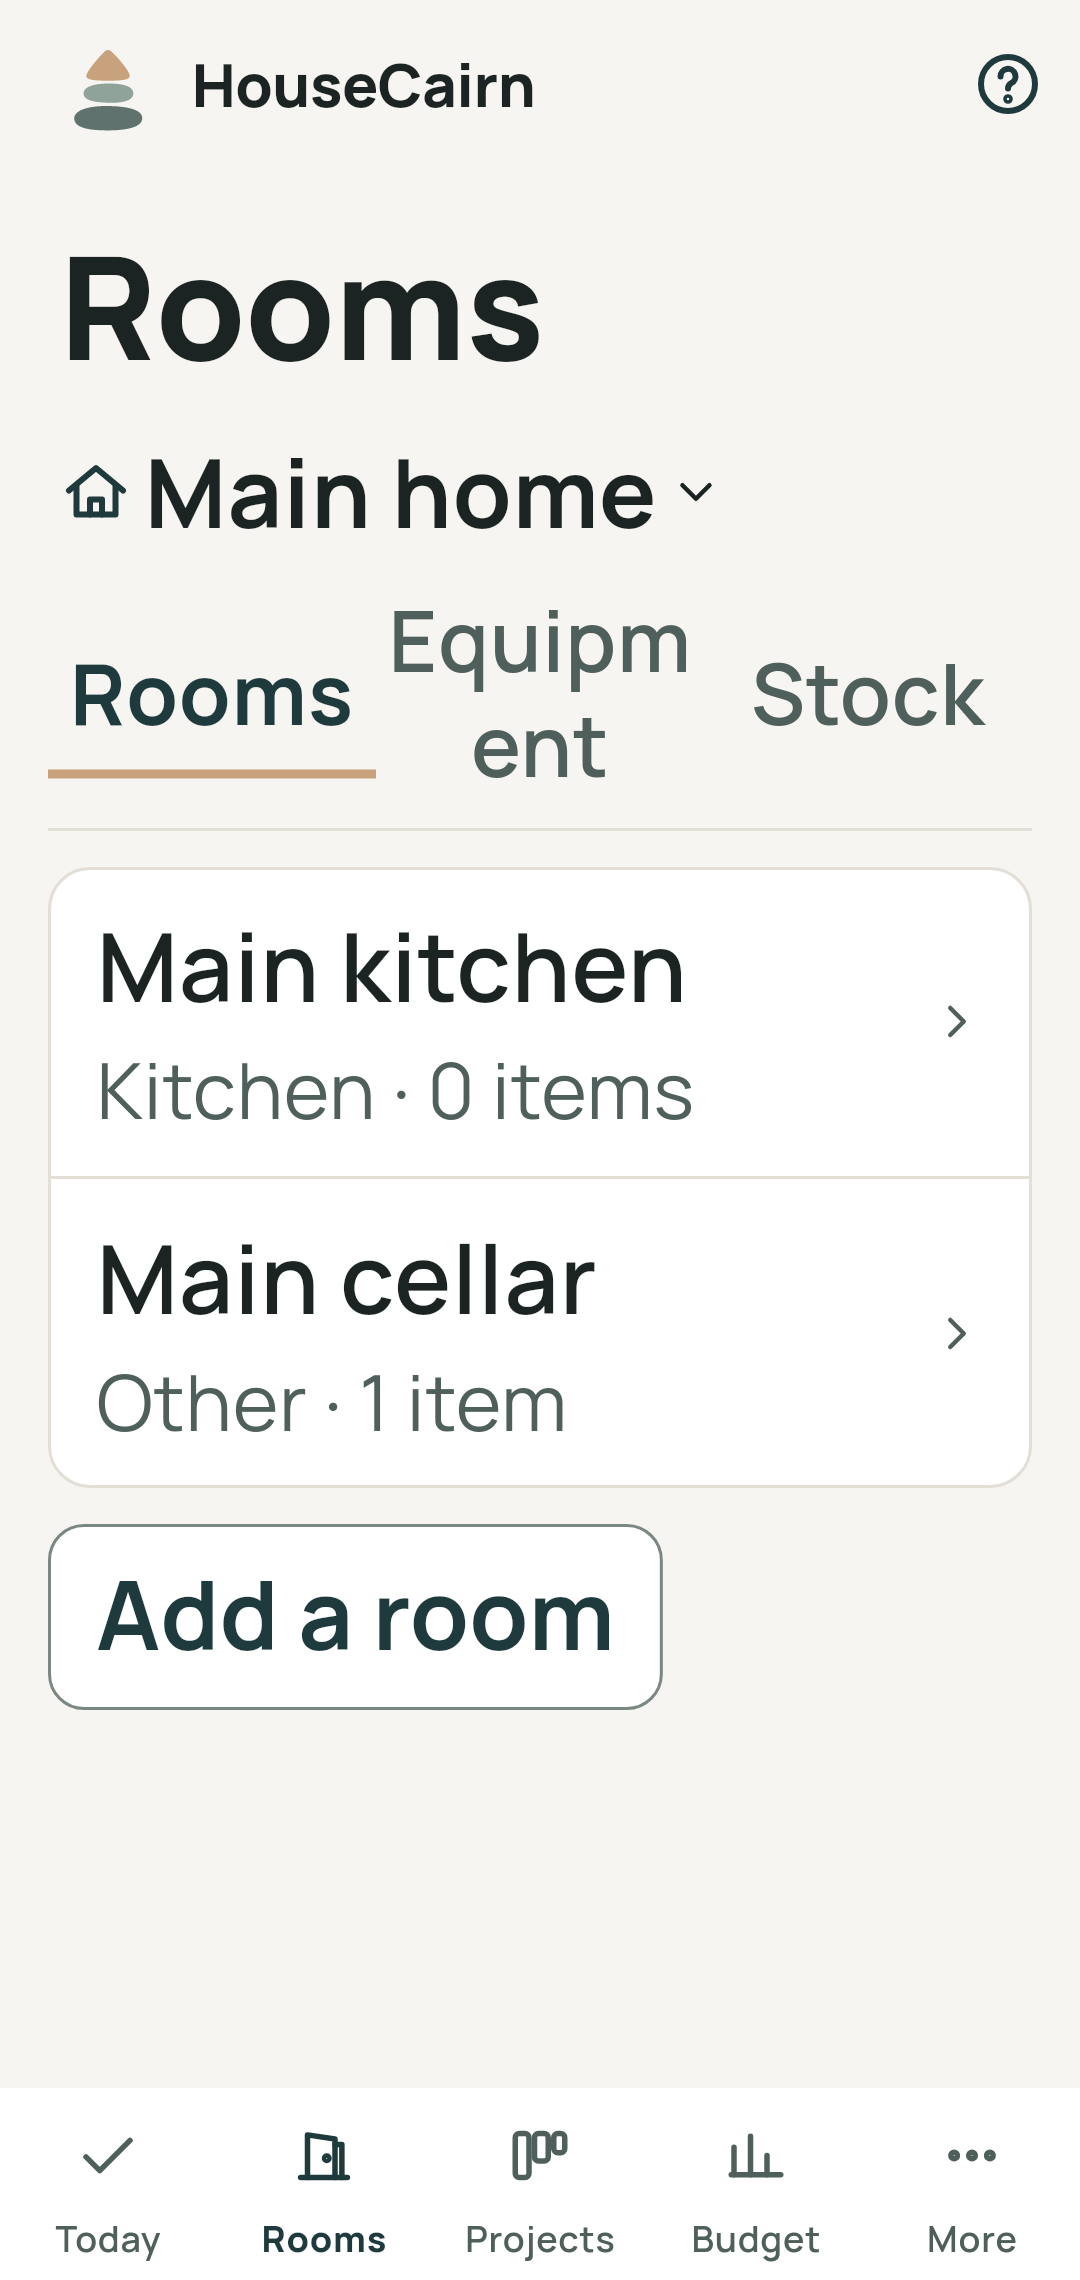 HouseCairn
Rooms
Main home
Rooms
Equipm
ent
Stock
Main kitchen
Kitchen · 0 items
Main cellar
Other · 1 item
Add a room
Today
Rooms
Projects
Budget
More